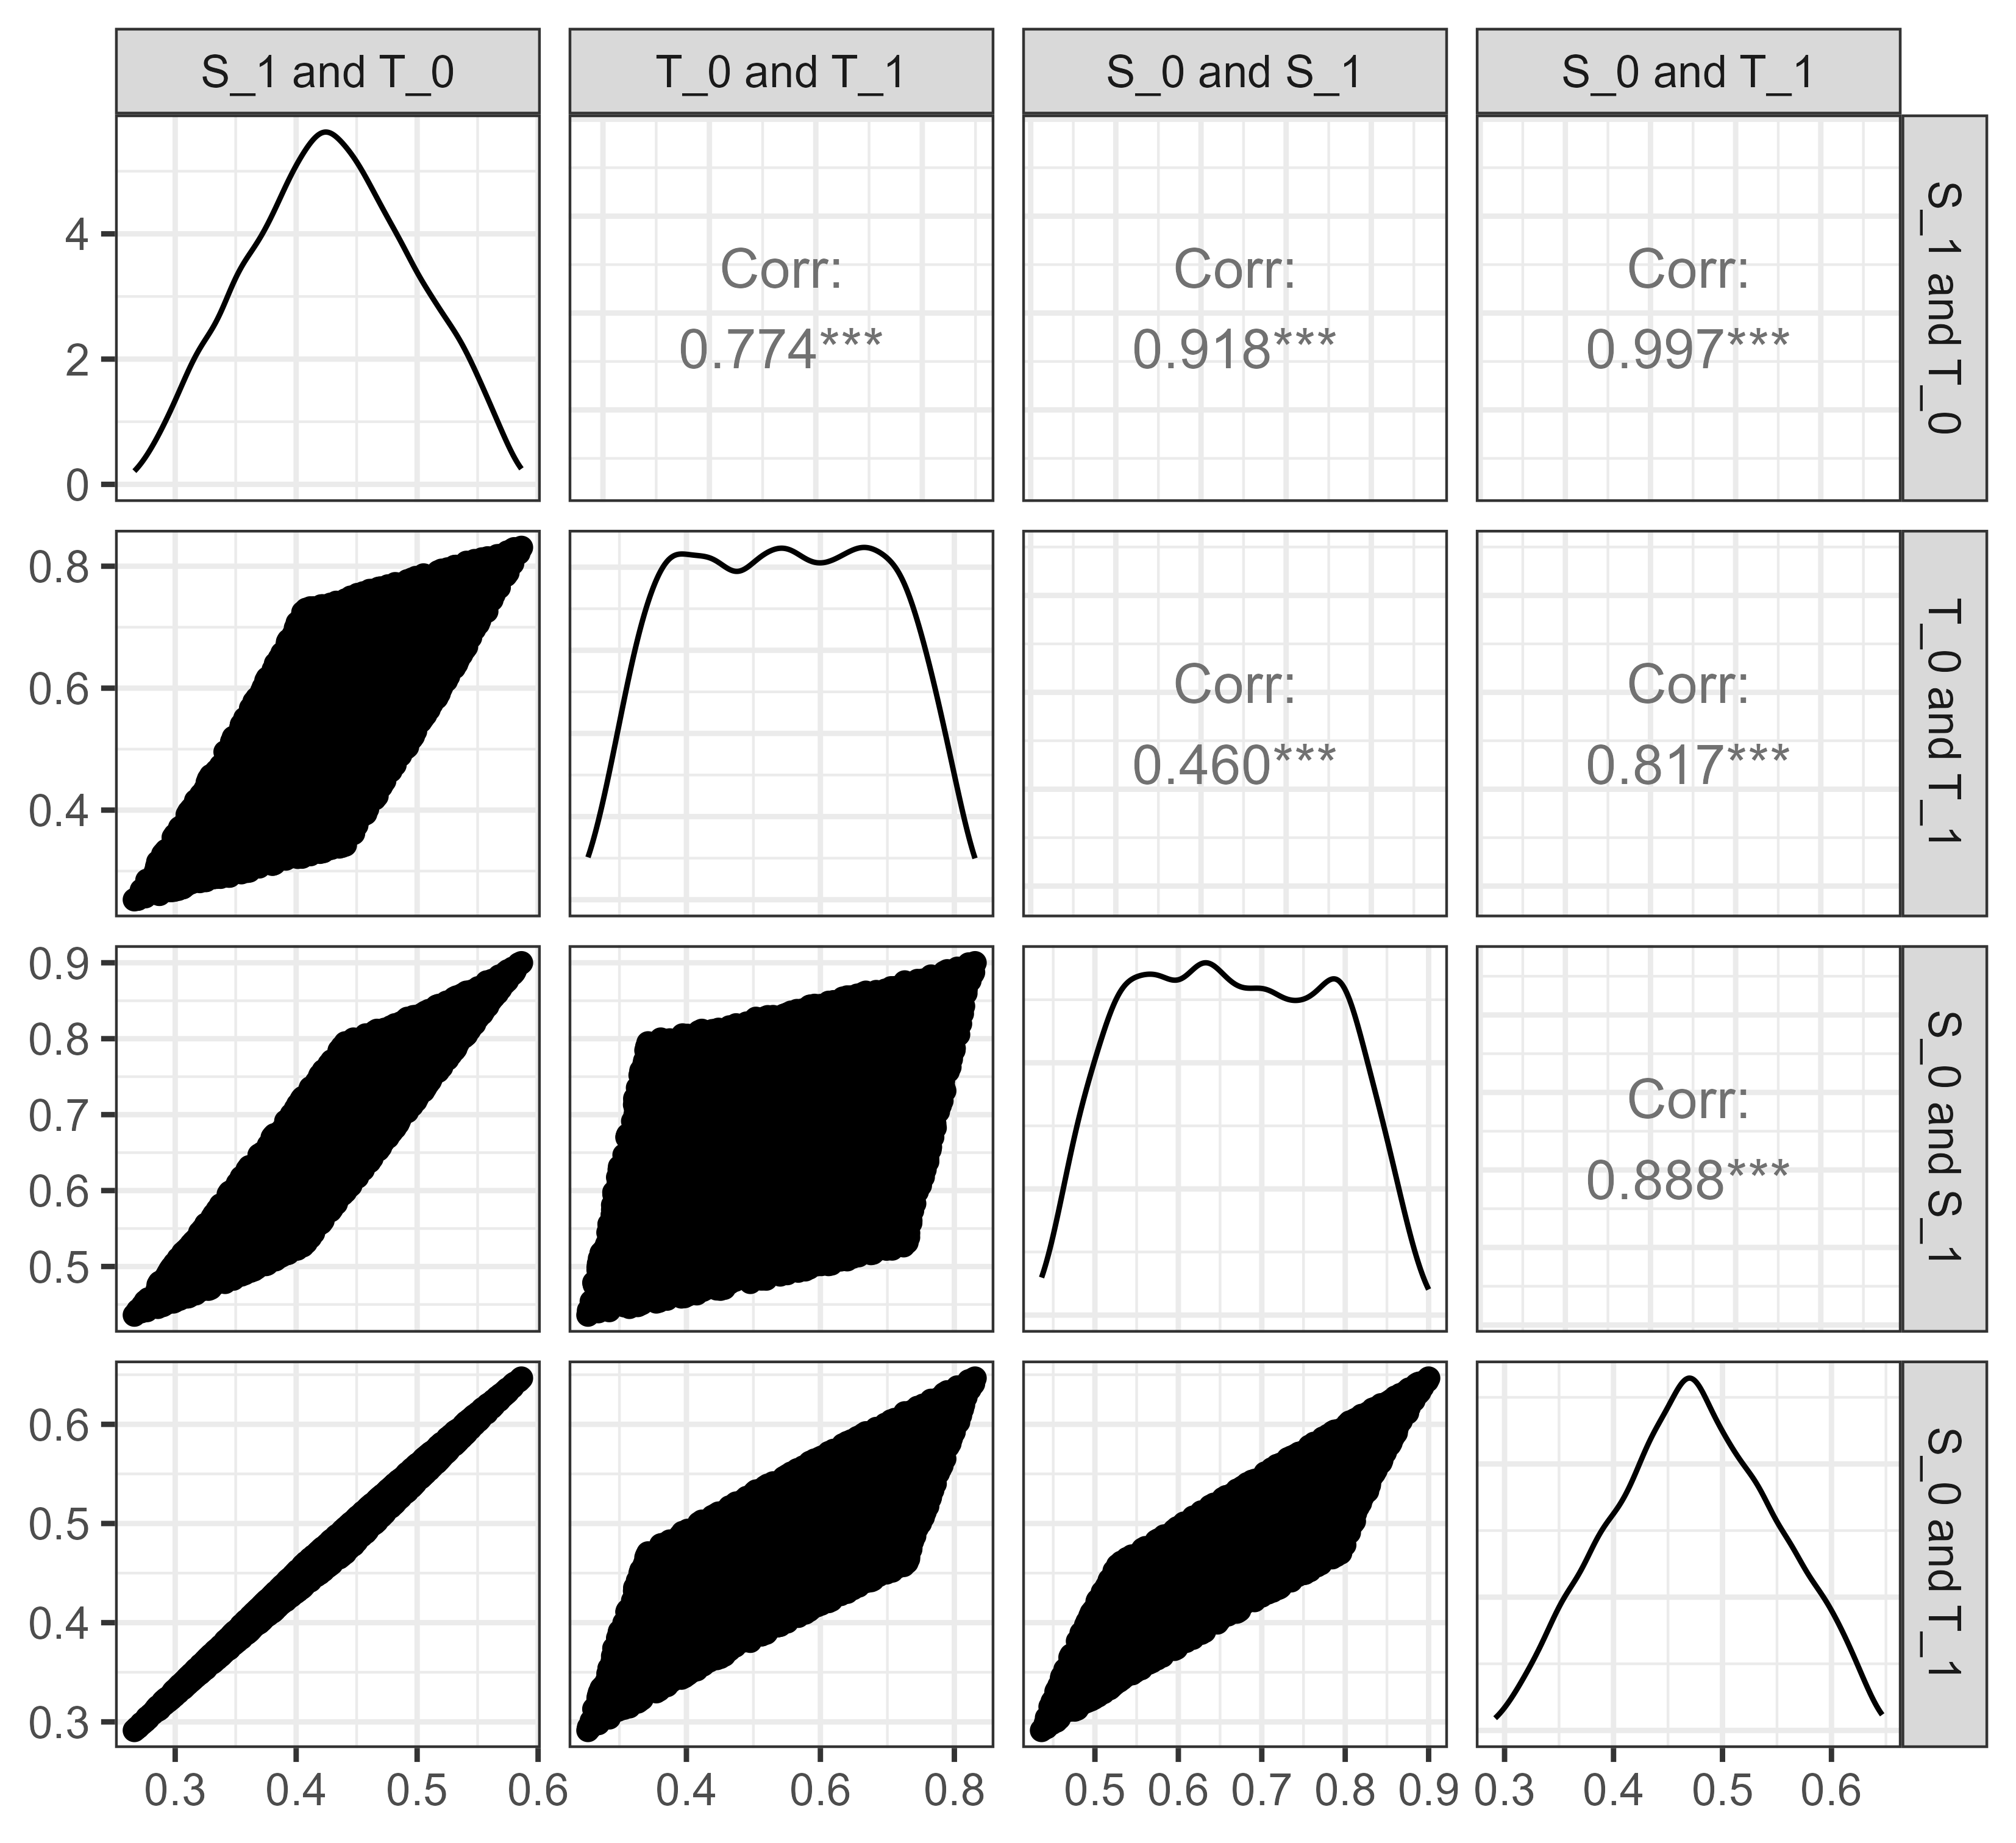 S_1 and T_0
T_0 and T_1
S_0 and S_1
S_0 and T_1
4
2
0
Corr:
0.774***
Corr:
0.918***
Corr:
0.997***
S_1 and T_0
0.8
0.6
0.4
Corr:
0.460***
Corr:
0.817***
T_0 and T_1
0.9
0.8
0.7
0.6
0.5
Corr:
0.888***
S_0 and S_1
0.6
0.5
0.4
0.3
S_0 and T_1
0.3 0.4 0.5 0.6
0.4 0.6 0.8
0.5 0.6 0.7 0.8 0.9
0.3 0.4 0.5 0.6